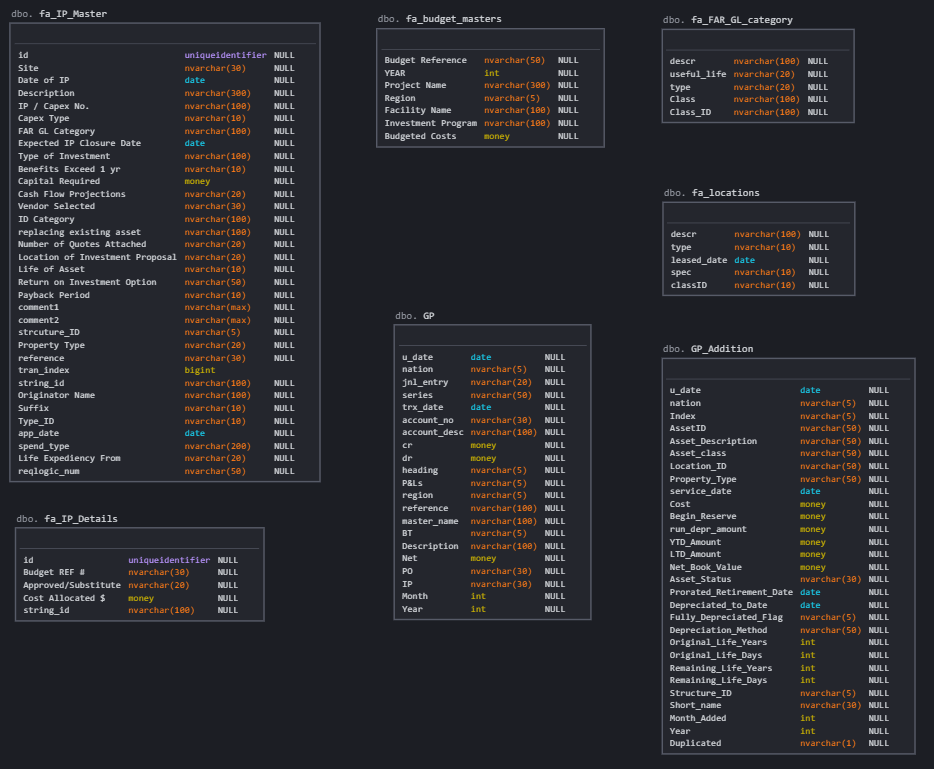 dbo. fa_IP_Master
id uniqueidentifier NULL
Site nvarchar(30) NULL
Date of IP date NULL
Description nvarchar(300) NULL
IP / Capex No. nvarchar(100) NULL
Capex Type nvarchar(10) NULL
FAR GL Category nvarchar(100) NULL
Expected IP Closure Date date NULL
Type of Investment nvarchar(100) NULL
Benefits Exceed 1 yr nvarchar(10) NULL
Capital Required money NULL
Cash Flow Projections nvarchar(20) NULL
Vendor Selected nvarchar(30) NULL
ID Category nvarchar(100) NULL
replacing existing asset nvarchar(100) NULL
Number of Quotes Attached nvarchar(20) NULL
Location of Investment Proposal nvarchar(20) NULL
Life of Asset nvarchar(10) NULL
Return on Investment Option nvarchar(50) NULL
Payback Period nvarchar(10) NULL
comment1 nvarchar(max) NULL
comment2 nvarchar(max) NULL
strcuture_ID nvarchar(5) NULL
Property Type nvarchar(20) NULL
reference nvarchar(30) NULL
tran_index bigint
string_id nvarchar(100) NULL
Originator Name nvarchar(100) NULL
Suffix nvarchar(10) NULL
Type_ID nvarchar(10) NULL
app_date date NULL
spend_type nvarchar(200) NULL
Life Expediency From nvarchar(20) NULL
reqlogic_num nvarchar(50) NULL
dbo. fa_IP_Details
id uniqueidentifier NULL
Budget REF # nvarchar(30) NULL
Approved/Substitute nvarchar(20) NULL
Cost Allocated $ money NULL
string_id nvarchar(100) NULL
dbo. fa_budget_masters
Budget Reference nvarchar(50) NULL
YEAR int NULL
Project Name nvarchar(300) NULL
Region nvarchar(5) NULL
Facility Name nvarchar(100) NULL
Investment Program nvarchar(100) NULL
Budgeted Costs money NULL
dbo. GP
u_date date NULL
nation nvarchar(5) NULL
jnl_entry nvarchar(20) NULL
series nvarchar(50) NULL
trx_date date NULL
account_no nvarchar(30) NULL
account_desc nvarchar(100) NULL
cr money NULL
dr money NULL
heading nvarchar(5) NULL
P&Ls nvarchar(5) NULL
region nvarchar(5) NULL
reference nvarchar(100) NULL
master_name nvarchar(100) NULL
BT nvarchar(5) NULL
Description nvarchar(100) NULL
Net money NULL
PO nvarchar(30) NULL
IP nvarchar(30) NULL
Month int NULL
Year int NULL
dbo. fa_FAR_GL_category
descr nvarchar(100) NULL
useful_life nvarchar(20) NULL
type nvarchar(20) NULL
Class nvarchar(100) NULL
Class_ID nvarchar(100) NULL
dbo. fa_locations
descr nvarchar(100) NULL
type nvarchar(10) NULL
leased_date date NULL
spec nvarchar(10) NULL
classID nvarchar(10) NULL
dbo. GP_Addition
u_date date NULL
nation nvarchar(5) NULL
Index nvarchar(5) NULL
AssetID nvarchar(50) NULL
Asset_Description nvarchar(50) NULL
Asset_class nvarchar(50) NULL
Location_ID nvarchar(50) NULL
Property_Type nvarchar(50) NULL
service_date date NULL
Cost money NULL
Begin_Reserve money NULL
run_depr_amount money NULL
YTD_Amount money NULL
LTD_Amount money NULL
Net_Book_Value money NULL
Asset_Status nvarchar(30) NULL
Prorated_Retirement_Date date NULL
Depreciated_to_Date date NULL
Fully_Depreciated_Flag nvarchar(5) NULL
Depreciation_Method nvarchar(50) NULL
Original_Life_Years int NULL
Original_Life_Days int NULL
Remaining_Life_Years int NULL
Remaining_Life_Days int NULL
Structure_ID nvarchar(5) NULL
Short_name nvarchar(30) NULL
Month_Added int NULL
Year int NULL
Duplicated nvarchar(1) NULL